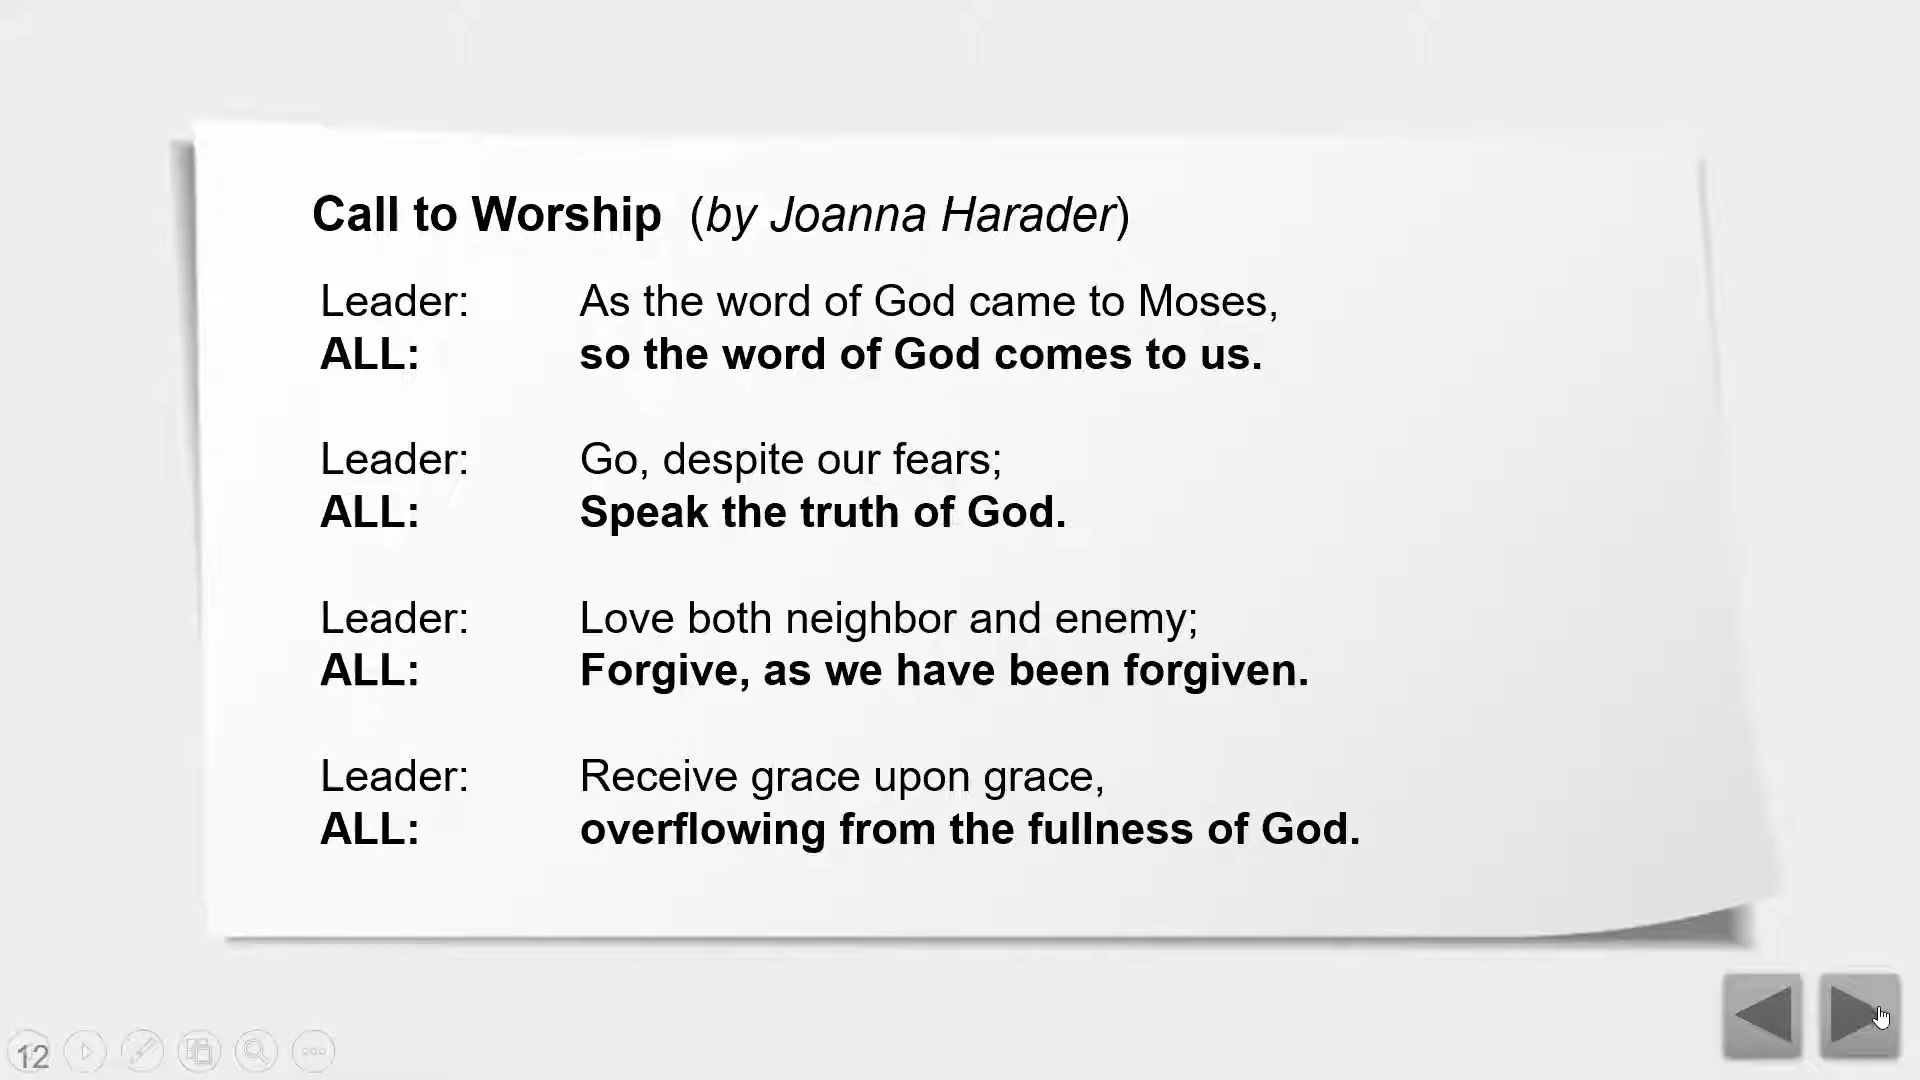 Call to Worship (by Joanna Harader)
Leader: As the word of God came to Moses,
ALL: so the word of God comes to us.
Leader: Go, despite our fears;
ALL: Speak the truth of God.
Leader: Love both neighbor and enemy;
ALL: Forgive, as we have been forgiven.
Leader: Receive grace upon grace,
ALL: overflowing from the fullness of God.
12